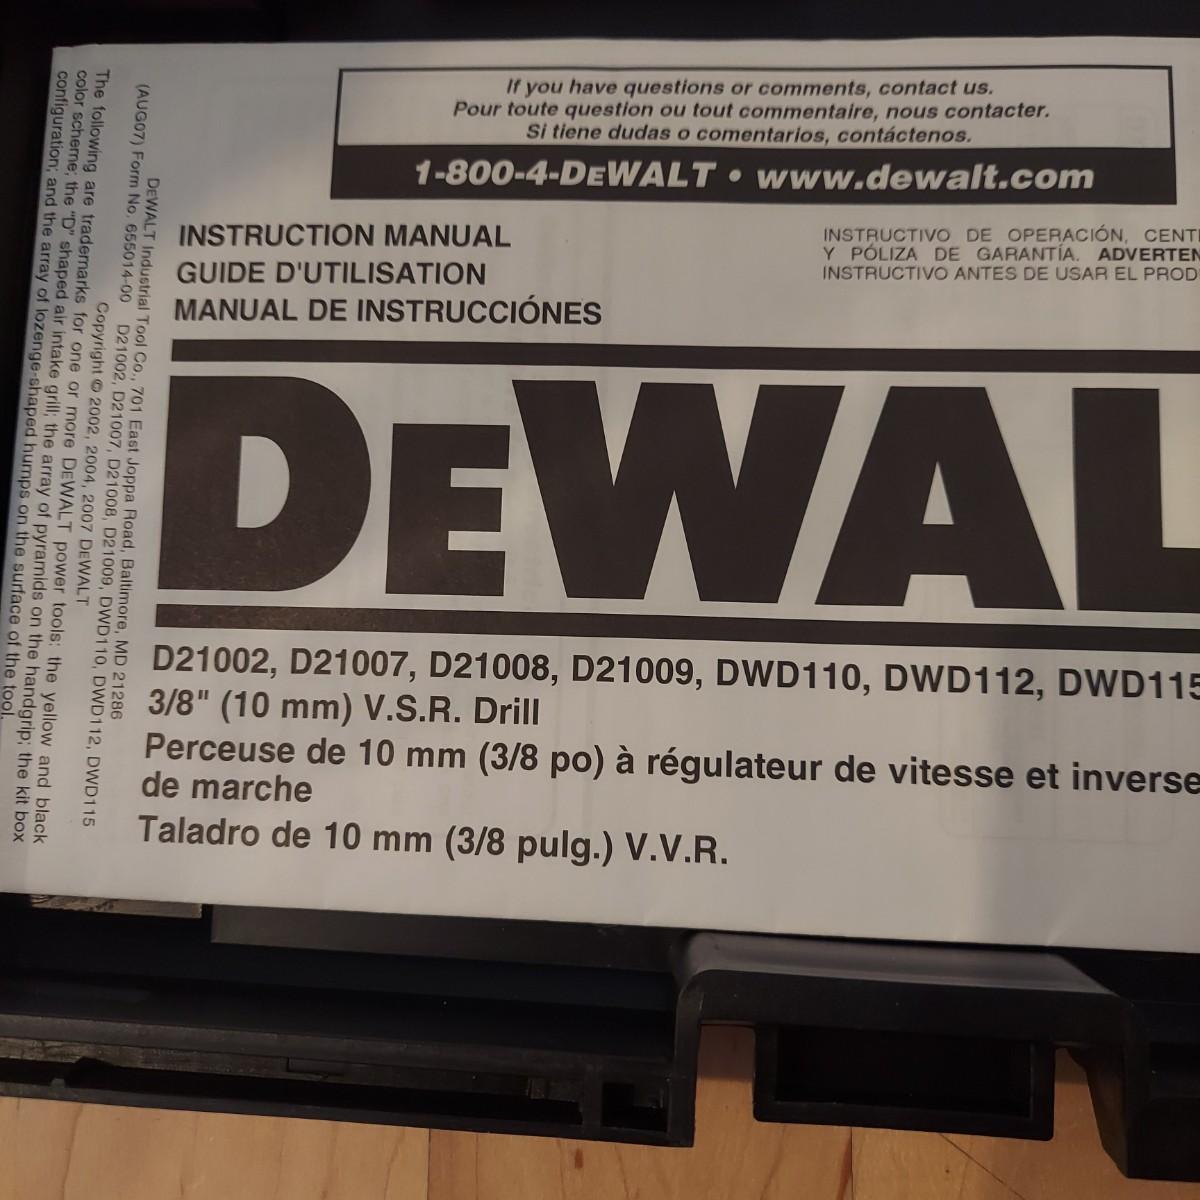 If you have questions or comments, contact us.
Pour toute question ou tout commentaire, nous contacter.
Si tiene dudas o comentarios, contáctenos.
1-800-4-DEWALT • www.dewalt.com
INSTRUCTION MANUAL
GUIDE D'UTILISATION
MANUAL DE INSTRUCCIÓNES
INSTRUCTIVO DE OPERACIÓN,
Y PÓLIZA DE GARANTÍA.
INSTRUCTIVO ANTES DE USAR EL
DEWALT
D21002, D21007, D21008, D21009, DWD110, DWD112, DWD115
3/8" (10 mm) V.S.R. Drill
Perceuse de 10 mm (3/8 po) à régulateur de vitesse et
de marche
Taladro de 10 mm (3/8 pulg.) V.V.R.
DEWALT Industrial Tool Co., 701 East Joppa Road, Baltimore, MD 21286
(AUG07) Form No. 655014-00 D21002, D21007, D21008, D21009, DWD110, DWD112, DWD115
Copyright © 2002, 2004, 2007 DEWALT
The following are trademarks for one or more DEWALT power tools: the yellow and black
color scheme; the "D" shaped air intake grill; the array of pyramids on the handgrip; the kit box
configuration; and the array of lozenge-shaped humps on the surface of the tool.